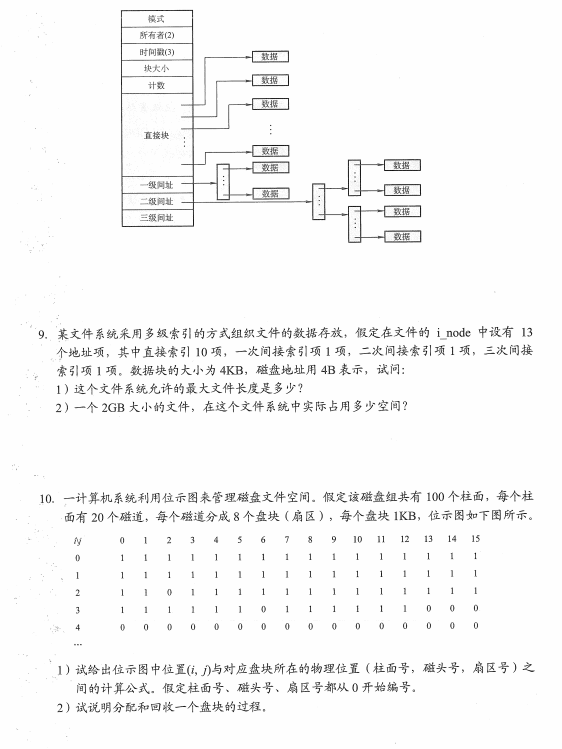 模式
所有者(2)
时间戳(3)
块大小
计数
直接块
一级间址
二级间址
三级间址
数据
数据
数据
数据
数据
数据
数据
数据
数据
数据
9. 某文件系统采用多级索引的方式组织文件的数据存放，假定在文件的 i_node 中设有 13
个地址项，其中直接索引 10 项，一次间接索引项 1 项，二次间接索引项 1 项，三次间接
索引项 1 项。数据块的大小为 4KB，磁盘地址用 4B 表示，试问：
1）这个文件系统允许的最大文件长度是多少？
2）一个 2GB 大小的文件，在这个文件系统中实际占用多少空间？
10. 一计算机系统利用位示图来管理磁盘文件空间。假定该磁盘组共有 100 个柱面，每个柱
面有 20 个磁道，每个磁道分成 8 个盘块（扇区），每个盘块 1KB，位示图如下图所示。
i/j 0 1 2 3 4 5 6 7 8 9 10 11 12 13 14 15
0 1 1 1 1 1 1 1 1 1 1 1 1 1 1 1 1
1 1 1 1 1 1 1 1 1 1 1 1 1 1 1 1 1
2 1 1 0 1 1 1 1 1 1 1 1 1 1 1 1 1
3 1 1 1 1 1 1 0 1 1 1 1 1 1 0 0 0
4 0 0 0 0 0 0 0 0 0 0 0 0 0 0 0 0
…
1）试给出位示图中位置(i, j)与对应盘块所在的物理位置（柱面号，磁头号，扇区号）之
间的计算公式。假定柱面号、磁头号、扇区号都从 0 开始编号。
2）试说明分配和回收一个盘块的过程。